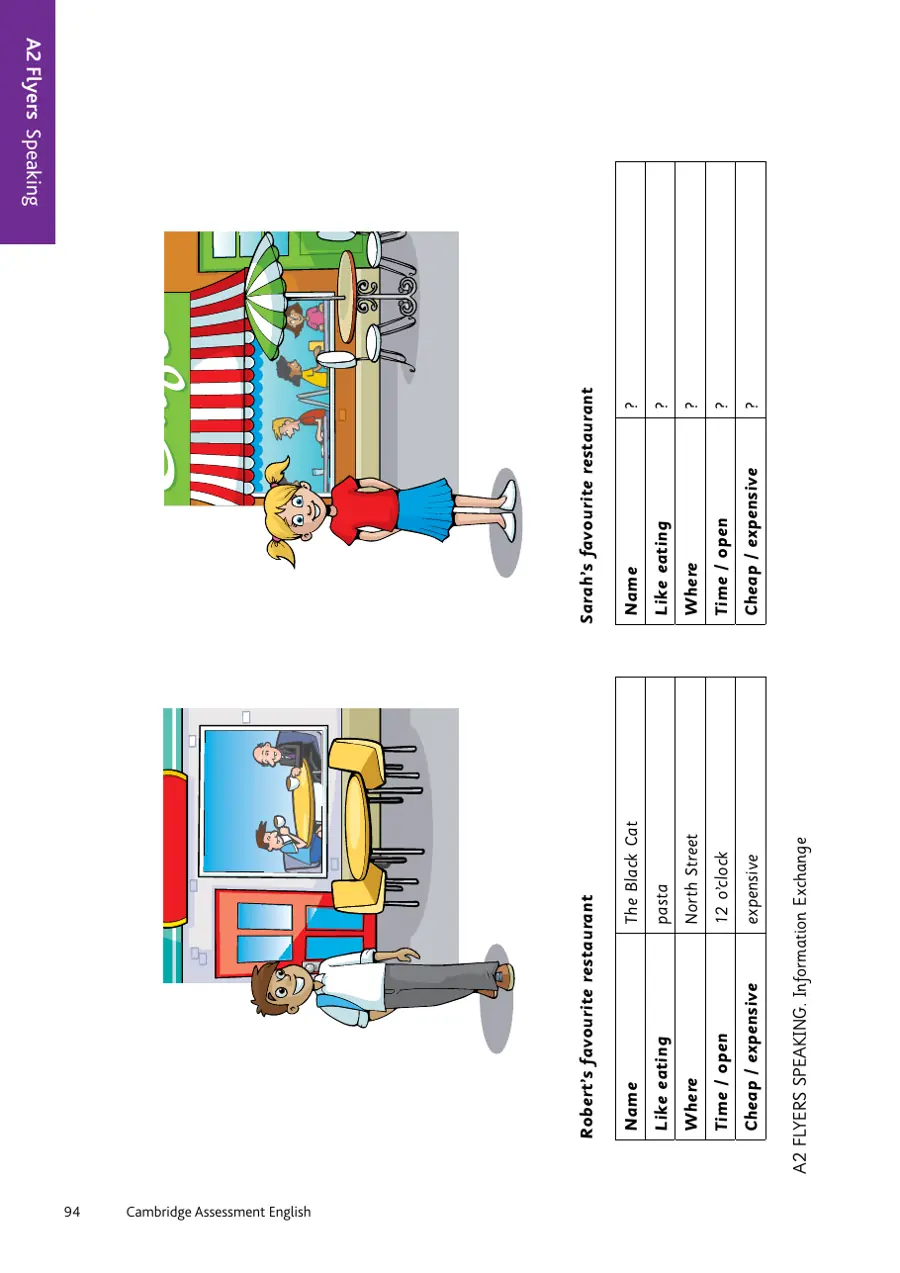 A2 Flyers Speaking
Robert's favourite restaurant
Name The Black Cat
Like eating pasta
Where North Street
Time / open 12 o'clock
Cheap / expensive expensive
Sarah's favourite restaurant
Name ?
Like eating ?
Where ?
Time / open ?
Cheap / expensive ?
A2 FLYERS SPEAKING. Information Exchange
94 Cambridge Assessment English